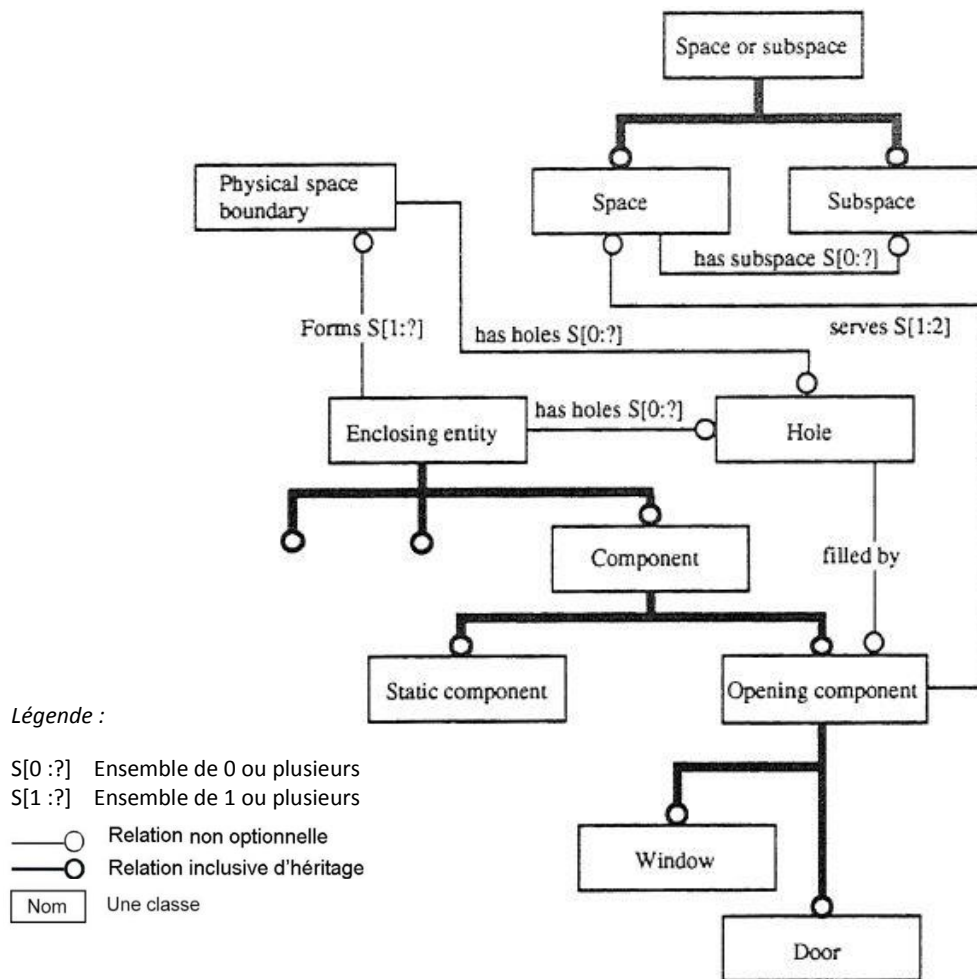 Space or subspace
Physical space
boundary
Space
Subspace
has subspace S[0:?]
Forms S[1:?]
has holes S[0:?]
serves S[1:2]
Enclosing entity
has holes S[0:?]
Hole
Component
filled by
Static component
Opening component
Légende :
S[0 :?] Ensemble de 0 ou plusieurs
S[1 :?] Ensemble de 1 ou plusieurs
Relation non optionnelle
Relation inclusive d'héritage
Nom Une classe
Window
Door